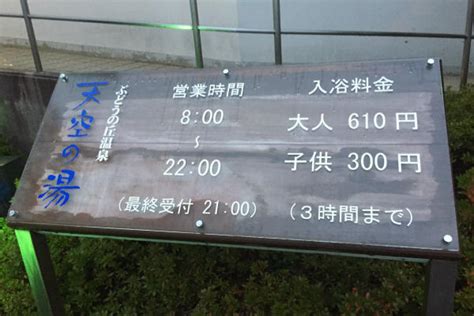 ぶどうの丘温泉
天空の湯
営業時間
8:00
～
22:00
(最終受付 21:00)
入浴料金
大人 610 円
子供 300 円
(3時間まで)